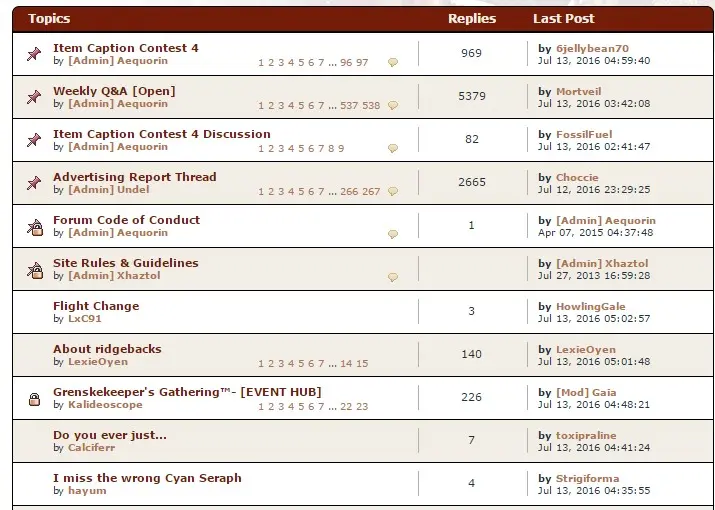 Topics Replies Last Post
Item Caption Contest 4 969 by 6jellybean70
by [Admin] Aequorin 1 2 3 4 5 6 7 ... 96 97 Jul 13, 2016 04:59:40
Weekly Q&A [Open] 5379 by Mortveil
by [Admin] Aequorin 1 2 3 4 5 6 7 ... 537 538 Jul 13, 2016 03:42:08
Item Caption Contest 4 Discussion 82 by FossilFuel
by [Admin] Aequorin 1 2 3 4 5 6 7 8 9 Jul 13, 2016 02:41:47
Advertising Report Thread 2665 by Choccie
by [Admin] Undel 1 2 3 4 5 6 7 ... 266 267 Jul 12, 2016 23:29:25
Forum Code of Conduct 1 by [Admin] Aequorin
by [Admin] Aequorin Apr 07, 2015 04:37:48
Site Rules & Guidelines by [Admin] Xhaztol
by [Admin] Xhaztol Jul 27, 2013 16:59:28
Flight Change 3 by HowlingGale
by LxC91 Jul 13, 2016 05:02:57
About ridgebacks 140 by LexieOyen
by LexieOyen 1 2 3 4 5 6 7 ... 14 15 Jul 13, 2016 05:01:48
Grenskekeeper's Gathering™- [EVENT HUB] 226 by [Mod] Gaia
by Kalideoscope 1 2 3 4 5 6 7 ... 22 23 Jul 13, 2016 04:48:21
Do you ever just... 7 by toxipraline
by Calciferr Jul 13, 2016 04:41:24
I miss the wrong Cyan Seraph 4 by Strigiforma
by hayum Jul 13, 2016 04:35:55